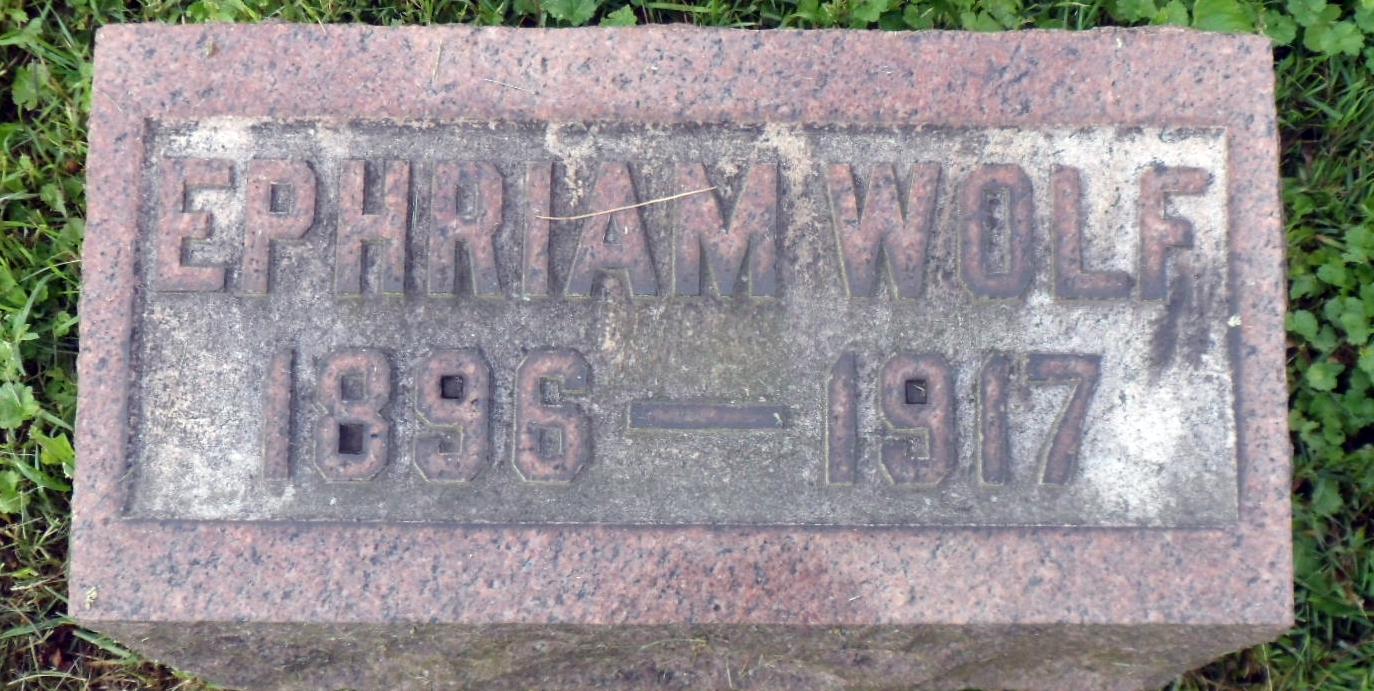 EPHRIAM WOLF
1896 — 1917